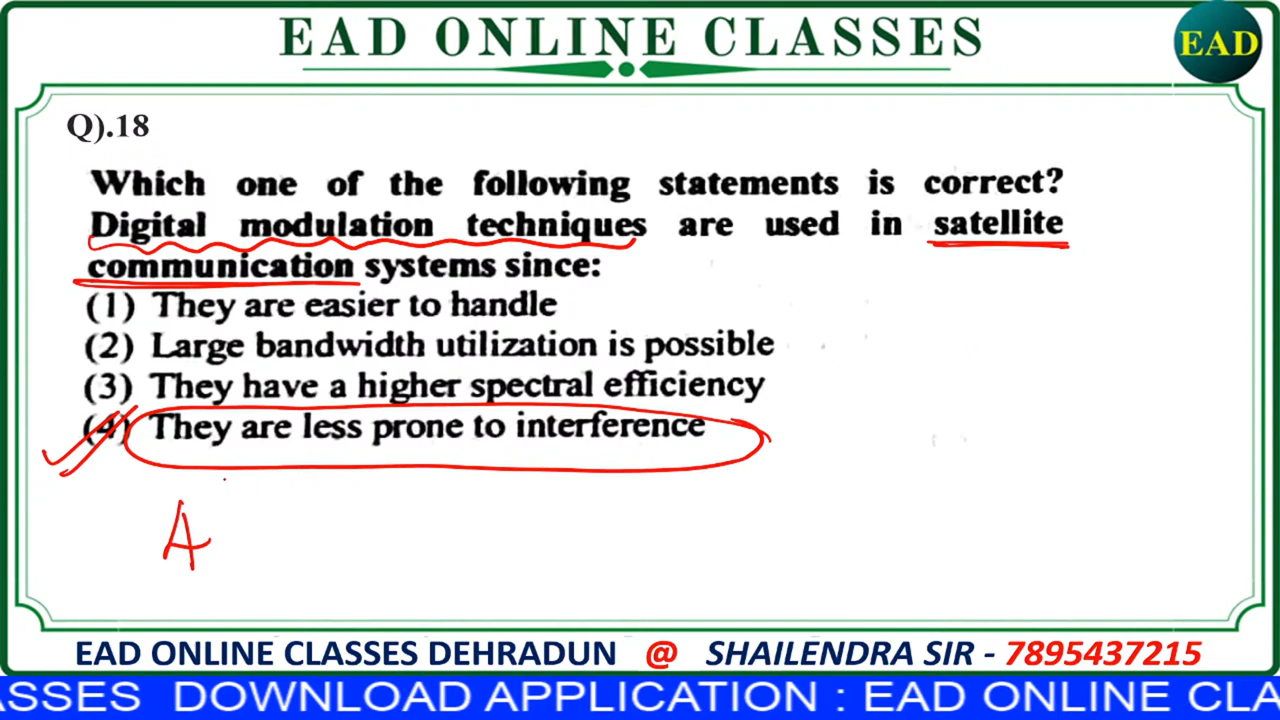 EAD ONLINE CLASSES
EAD
Q).18
Which one of the following statements is correct?
Digital modulation techniques are used in satellite
communication systems since:
(1) They are easier to handle
(2) Large bandwidth utilization is possible
(3) They have a higher spectral efficiency
(4) They are less prone to interference
EAD ONLINE CLASSES DEHRADUN @ SHAILENDRA SIR - 7895437215
ASSES DOWNLOAD APPLICATION : EAD ONLINE CLA